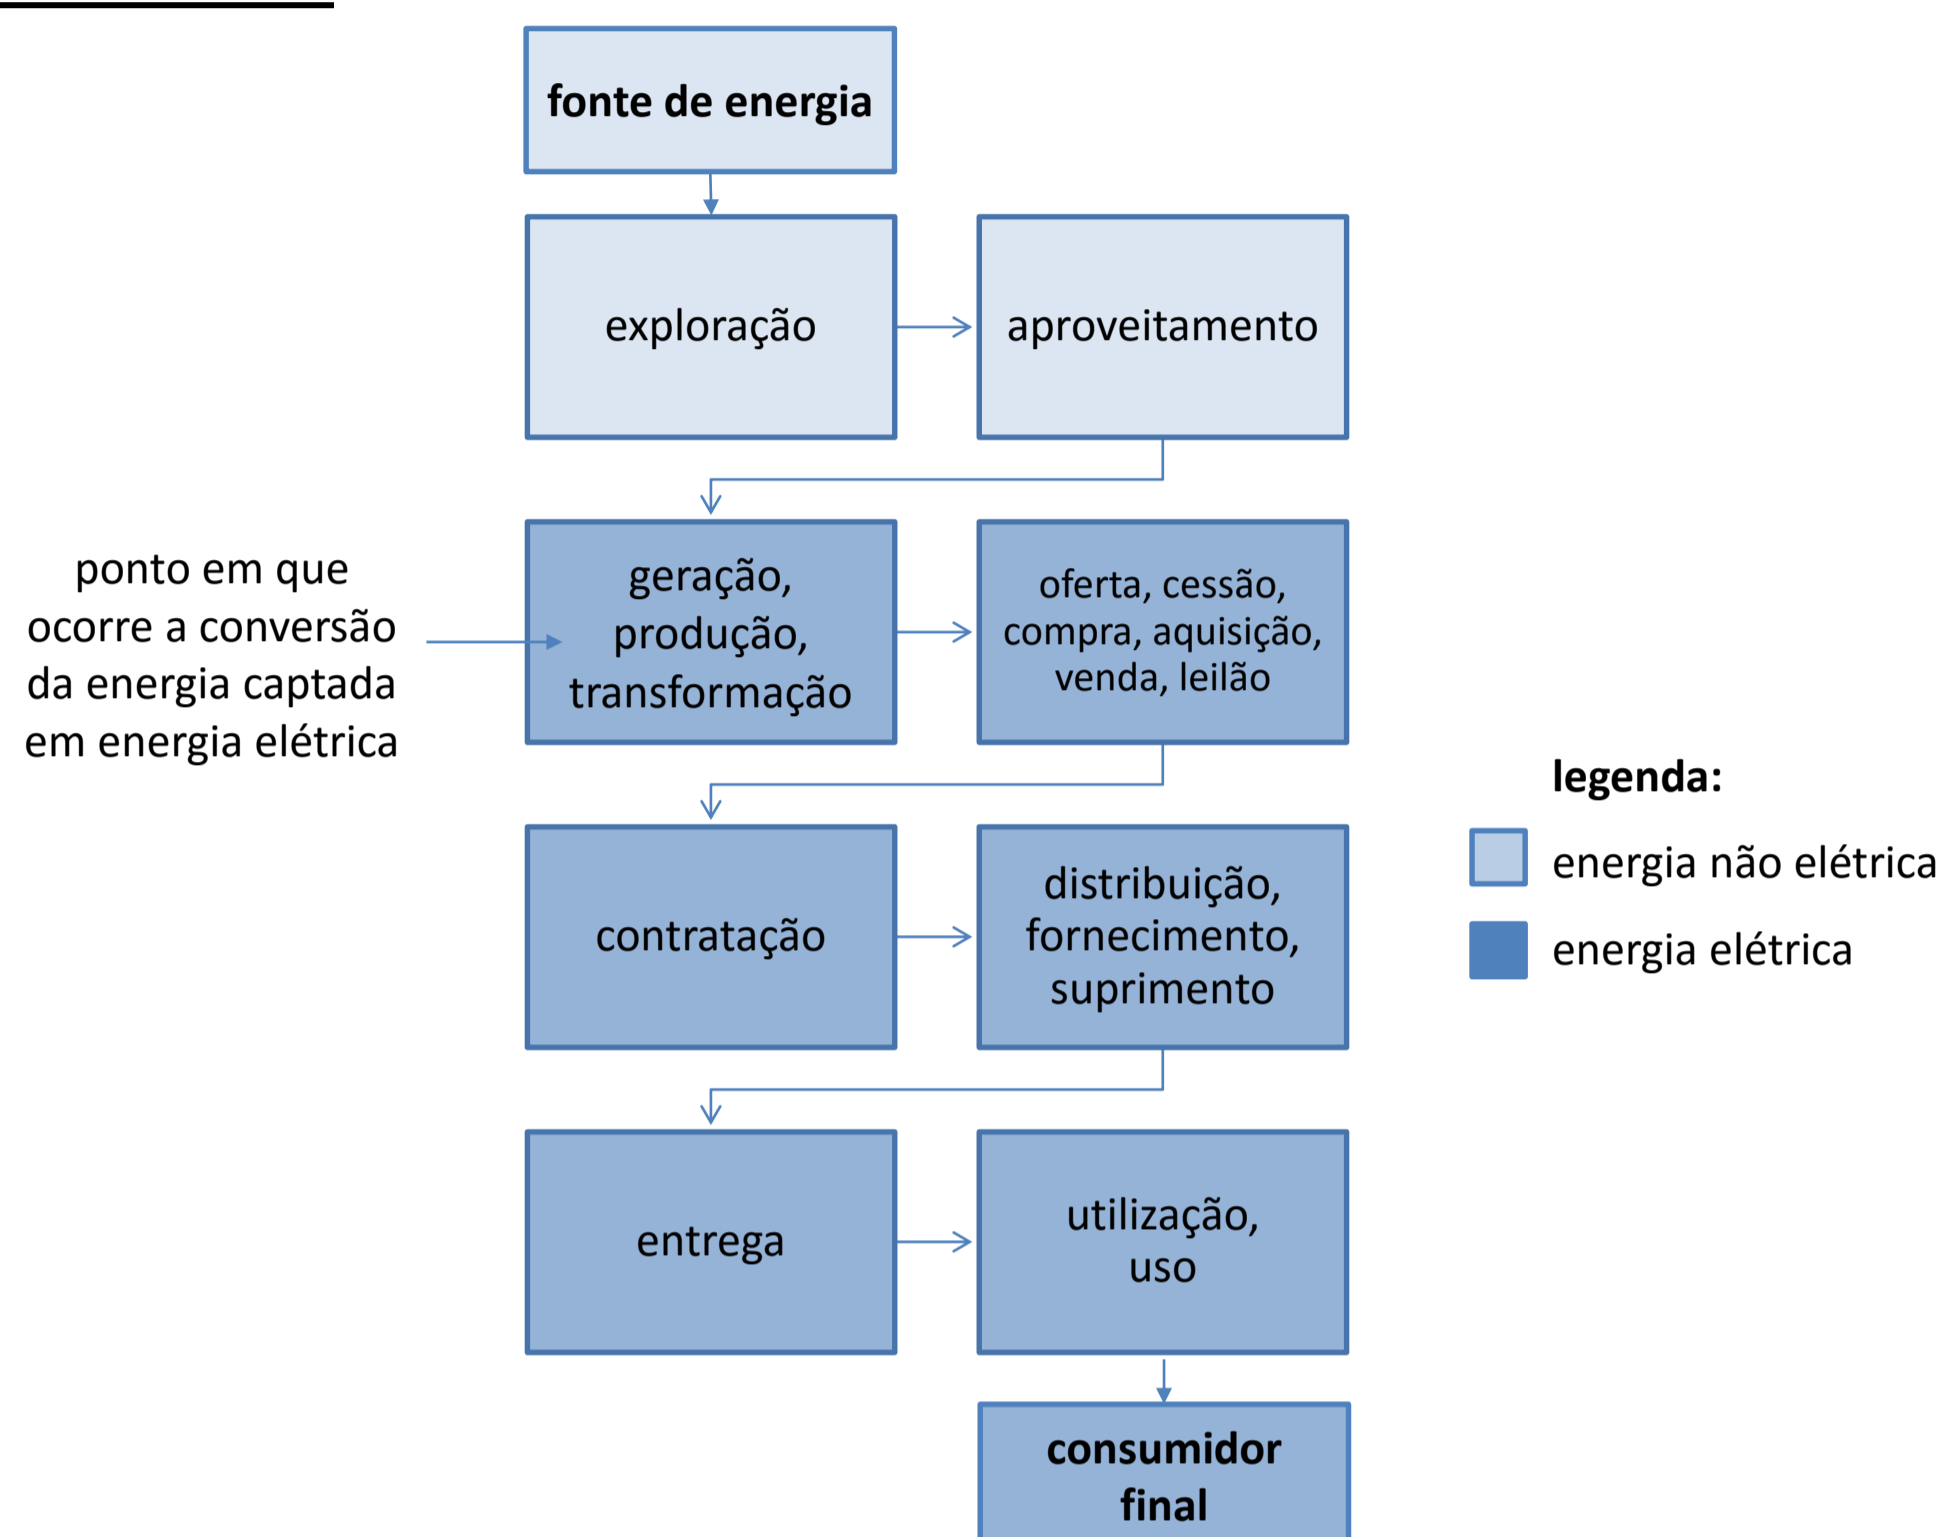 fonte de energia
exploração
aproveitamento
ponto em que
ocorre a conversão
da energia captada
em energia elétrica
geração,
produção,
transformação
oferta, cessão,
compra, aquisição,
venda, leilão
legenda:
energia não elétrica
energia elétrica
contratação
distribuição,
fornecimento,
suprimento
entrega
utilização,
uso
consumidor
final